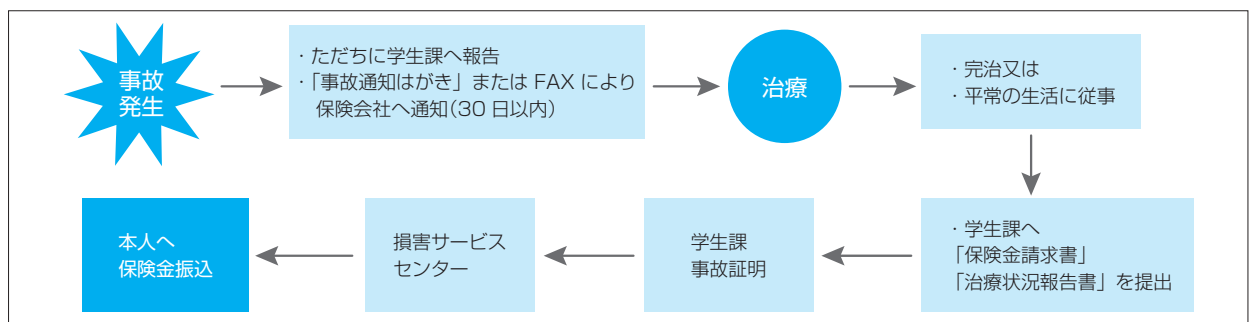 事故
発生
・ただちに学生課へ報告
・「事故通知はがき」または FAX により
保険会社へ通知(30 日以内)
治療
・完治又は
・平常の生活に従事
・学生課へ
「保険金請求書」
「治療状況報告書」を提出
学生課
事故証明
損害サービス
センター
本人へ
保険金振込